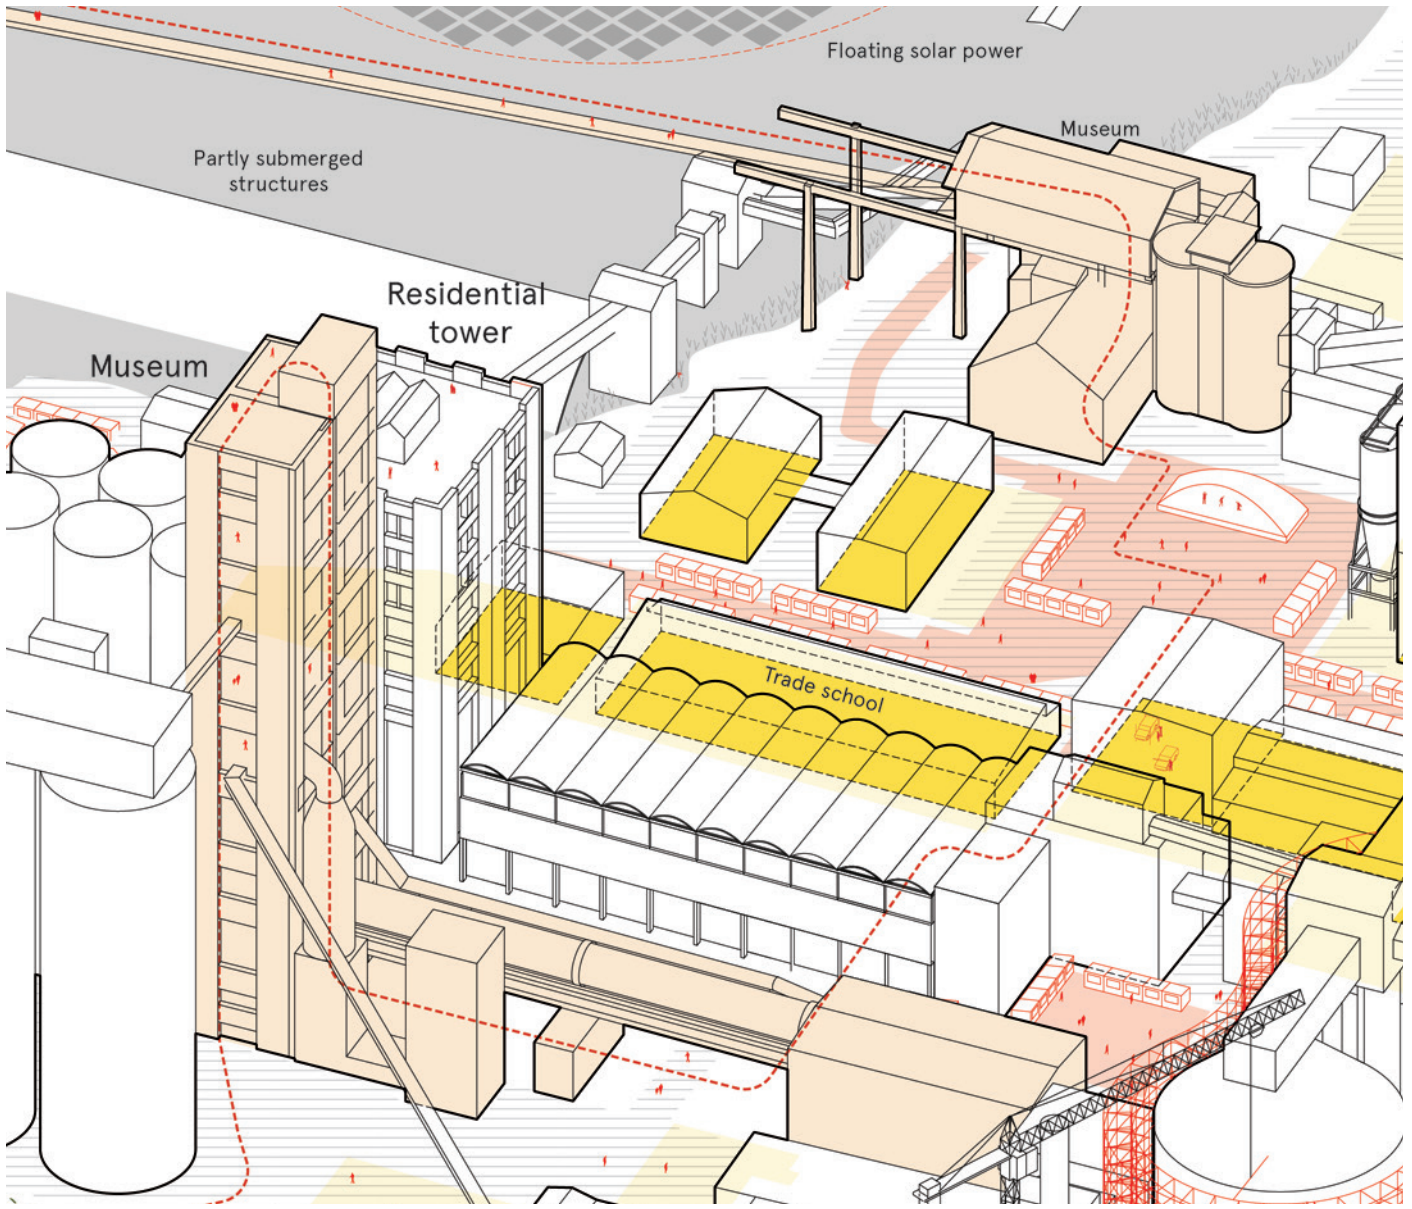 Floating solar power
Museum
Partly submerged
structures
Residential
tower
Museum
Trade school